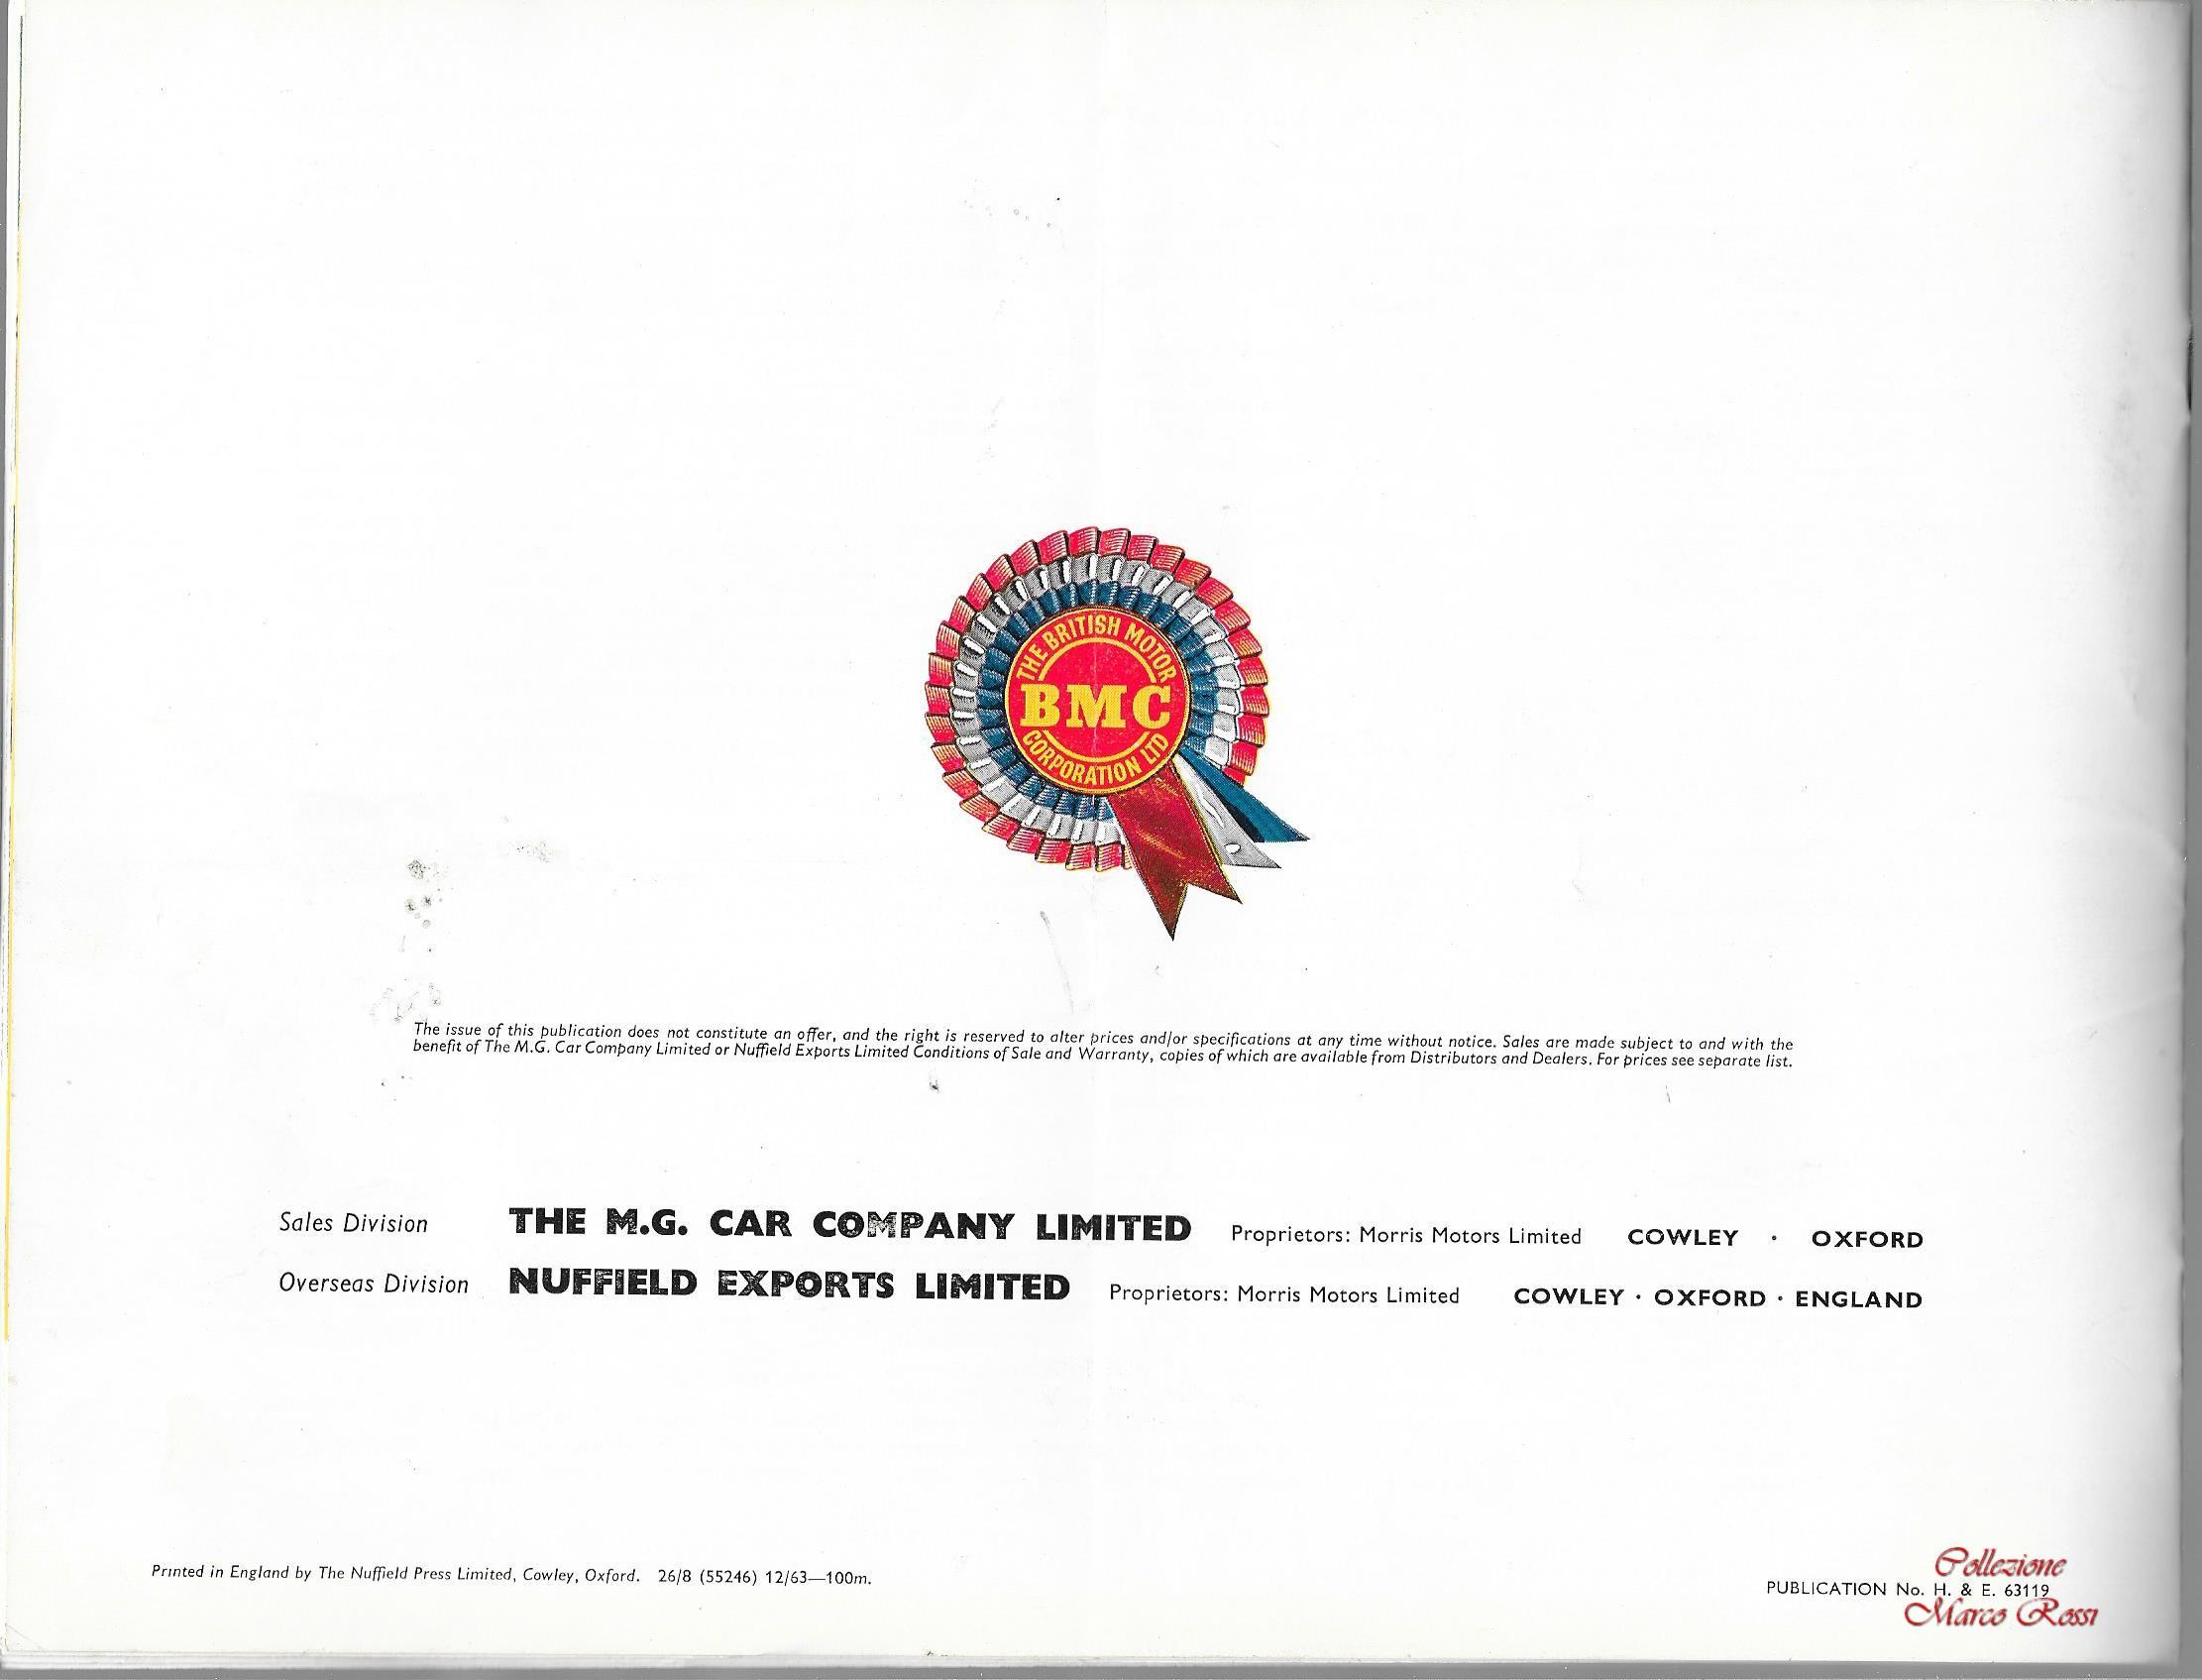 THE BRITISH MOTOR
BMC
CORPORATION LTD
The issue of this publication does not constitute an offer, and the right is reserved to alter prices and/or specifications at any time without notice. Sales are made subject to and with the
benefit of The M.G. Car Company Limited or Nuffield Exports Limited Conditions of Sale and Warranty, copies of which are available from Distributors and Dealers. For prices see separate list.
Sales Division THE M.G. CAR COMPANY LIMITED Proprietors: Morris Motors Limited COWLEY · OXFORD
Overseas Division NUFFIELD EXPORTS LIMITED Proprietors: Morris Motors Limited COWLEY · OXFORD · ENGLAND
Printed in England by The Nuffield Press Limited, Cowley, Oxford. 26/8 (55246) 12/63—100m.
Collezione
PUBLICATION No. H. & E. 63119
Marco Rossi